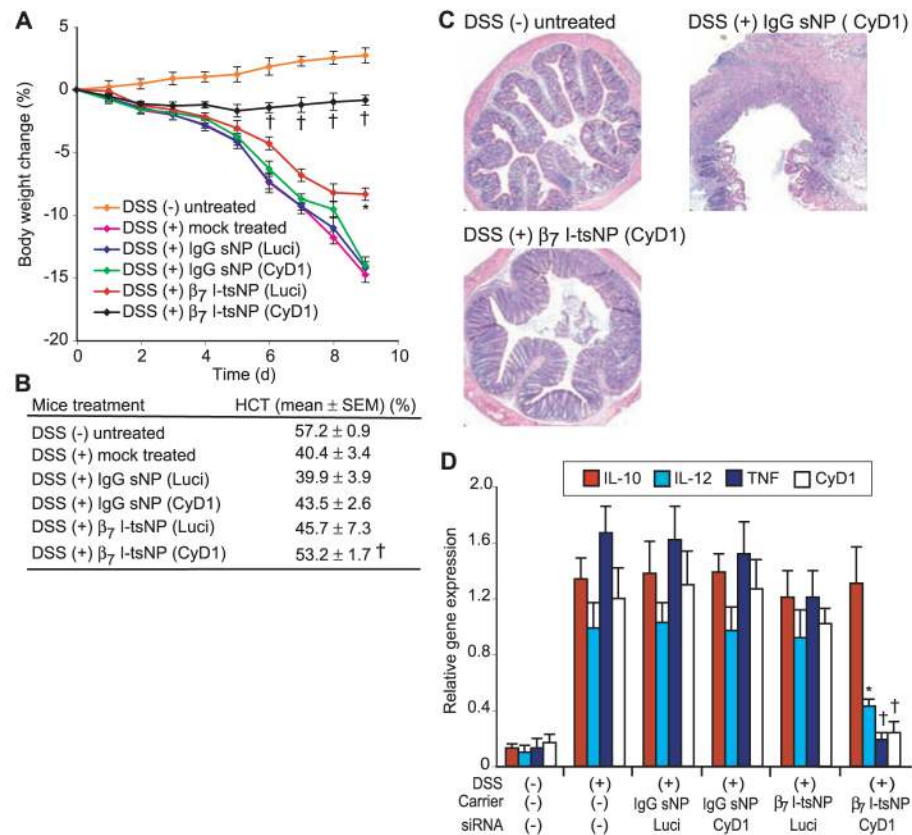 A
5
0
-5
-10
-15
-20
Body weight change (%)
DSS (-) untreated
DSS (+) mock treated
DSS (+) IgG sNP (Luci)
DSS (+) IgG sNP (CyD1)
DSS (+) β7 I-tsNP (Luci)
DSS (+) β7 I-tsNP (CyD1)
† † † †
*
0 2 4 6 8 10
Time (d)
B
Mice treatment HCT (mean ± SEM) (%)
DSS (-) untreated 57.2 ± 0.9
DSS (+) mock treated 40.4 ± 3.4
DSS (+) IgG sNP (Luci) 39.9 ± 3.9
DSS (+) IgG sNP (CyD1) 43.5 ± 2.6
DSS (+) β7 I-tsNP (Luci) 45.7 ± 7.3
DSS (+) β7 I-tsNP (CyD1) 53.2 ± 1.7 †
C
DSS (-) untreated
DSS (+) IgG sNP ( CyD1)
DSS (+) β7 I-tsNP (CyD1)
D
IL-10 IL-12 TNF CyD1
2.0
1.6
1.2
0.8
0.4
0
Relative gene expression
* † †
DSS (-) (+) (+) (+) (+) (+)
Carrier (-) (-) IgG sNP IgG sNP β7 I-tsNP β7 I-tsNP
siRNA (-) (-) Luci CyD1 Luci CyD1